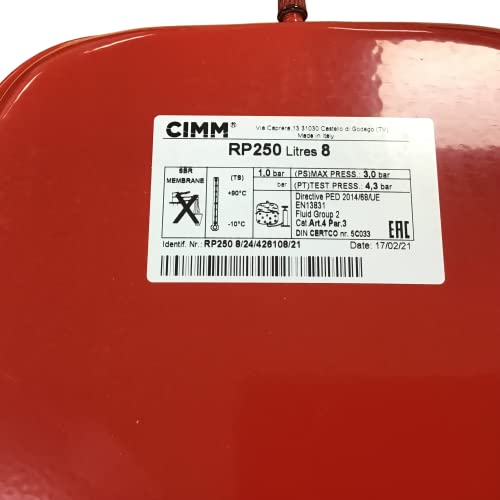 CIMM®
Via Caprera, 13 31030 Castello di Godego (TV)
Made in Italy
RP250 Litres 8
SBR
MEMBRANE
(TS)
+90°C
-10°C
1,0 bar
bar
(PS)MAX PRESS.: 3,0 bar
(PT)TEST PRESS.: 4,3 bar
Directive PED 2014/68/UE
EN13831
Fluid Group 2
Cat.Art.4 Par.3
DIN CERTCO nr. 5C033
EAC
Identif. Nr.: RP250 8/24/426108/21
Date: 17/02/21